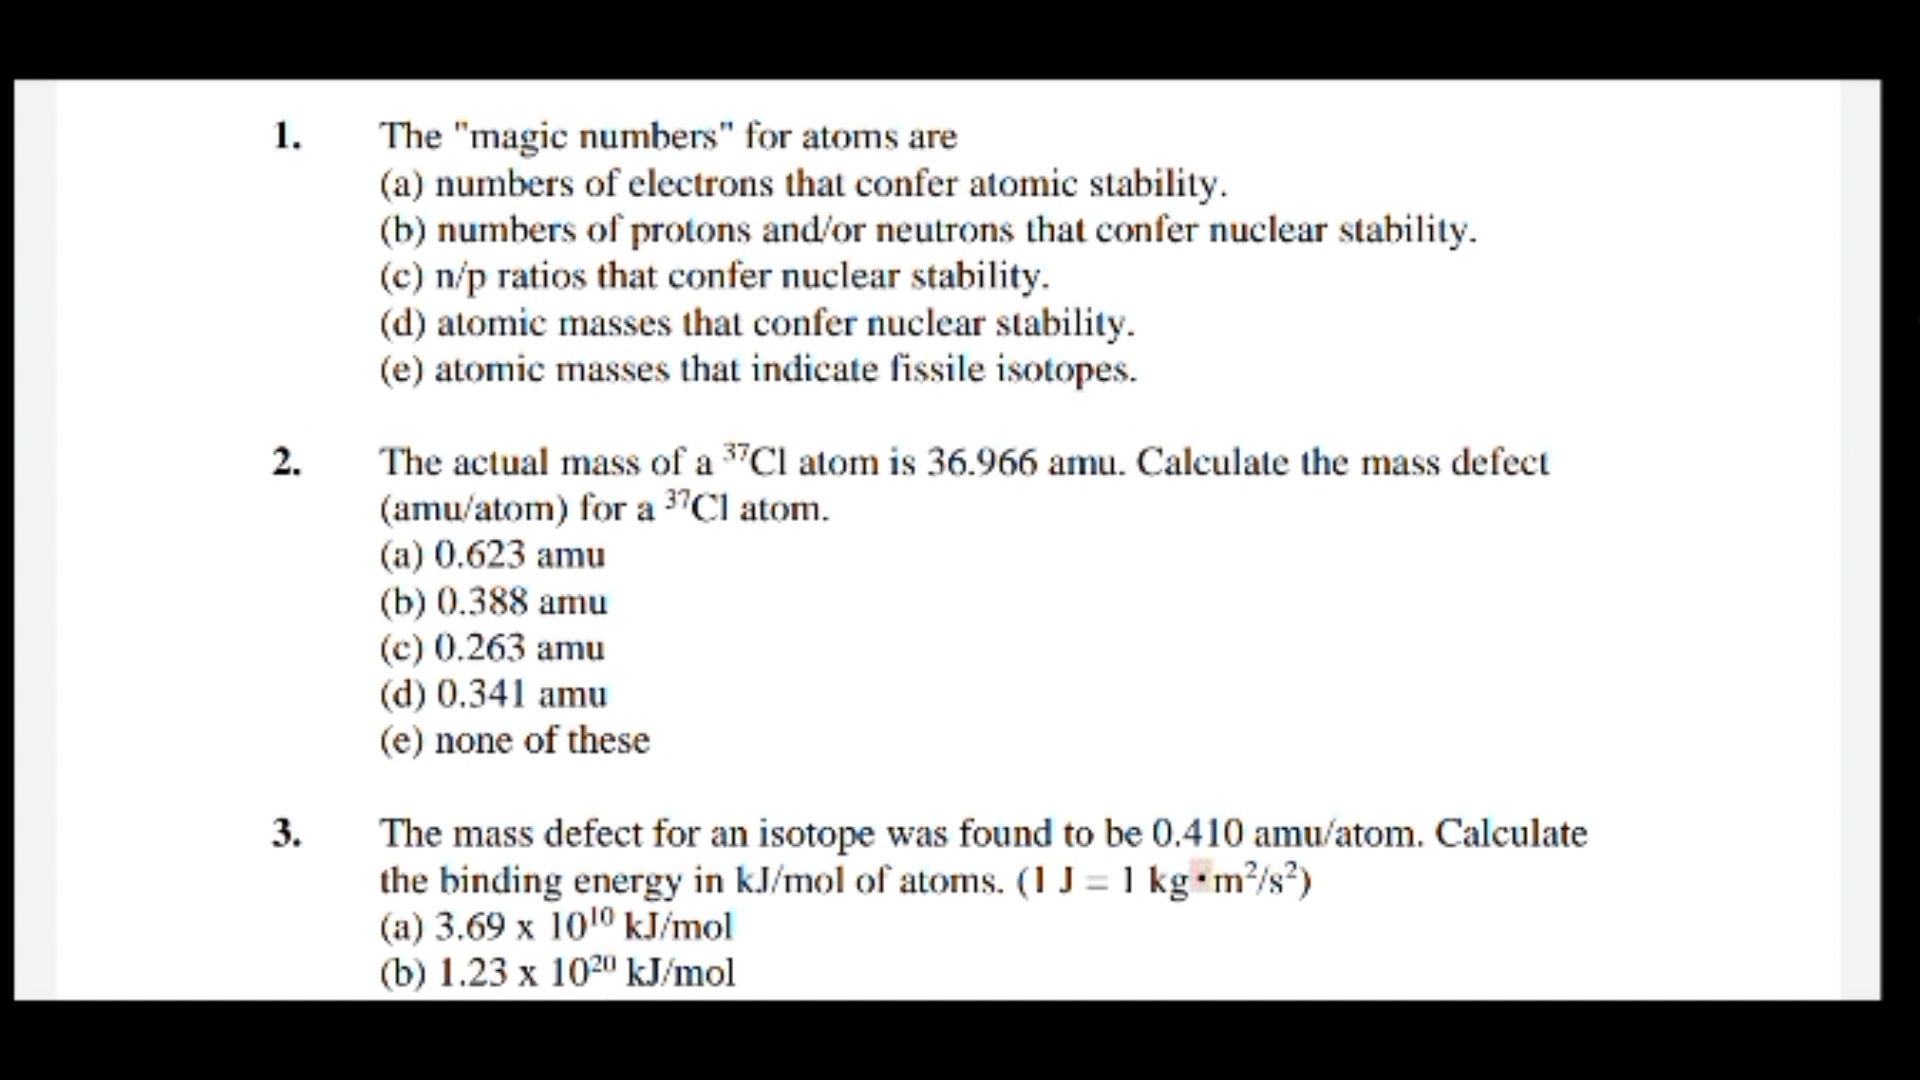 1. The "magic numbers" for atoms are
(a) numbers of electrons that confer atomic stability.
(b) numbers of protons and/or neutrons that confer nuclear stability.
(c) n/p ratios that confer nuclear stability.
(d) atomic masses that confer nuclear stability.
(e) atomic masses that indicate fissile isotopes.
2. The actual mass of a ³⁷Cl atom is 36.966 amu. Calculate the mass defect
(amu/atom) for a ³⁷Cl atom.
(a) 0.623 amu
(b) 0.388 amu
(c) 0.263 amu
(d) 0.341 amu
(e) none of these
3. The mass defect for an isotope was found to be 0.410 amu/atom. Calculate
the binding energy in kJ/mol of atoms. (1 J = 1 kg·m²/s²)
(a) 3.69 x 10¹⁰ kJ/mol
(b) 1.23 x 10²⁰ kJ/mol